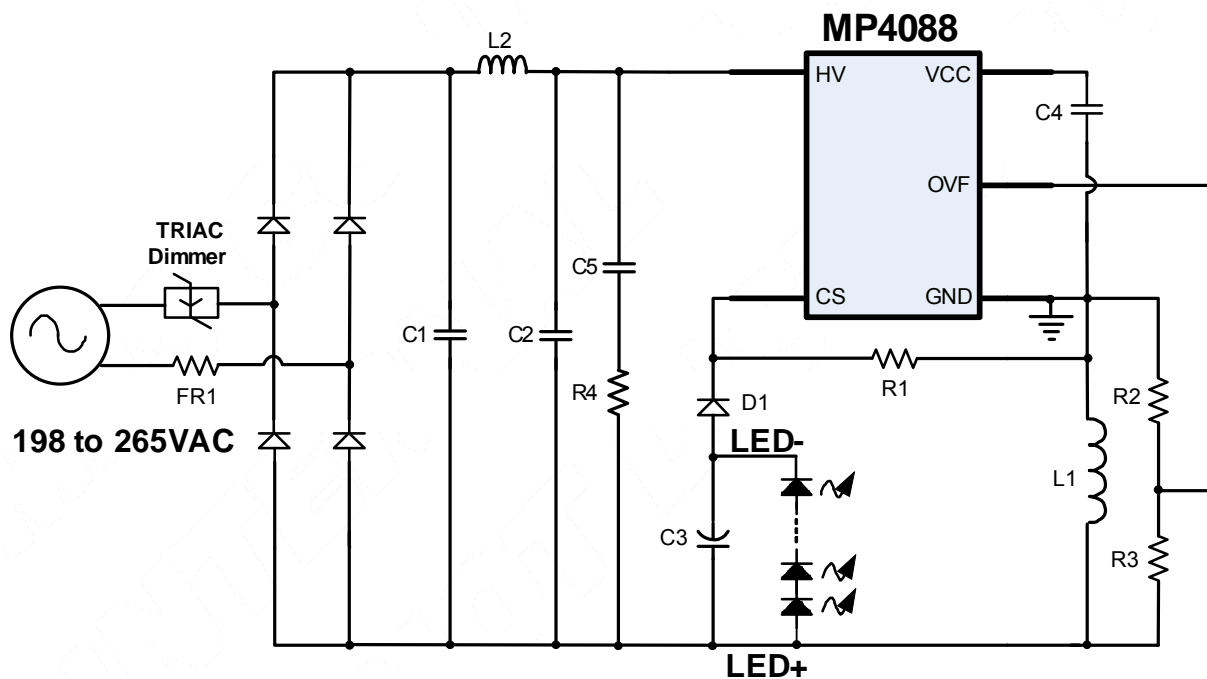 MP4088
L2
HV
VCC
C4
OVF
TRIAC
Dimmer
C5
CS
GND
C1
C2
R1
FR1
R4
D1
R2
198 to 265VAC
LED-
L1
C3
R3
LED+